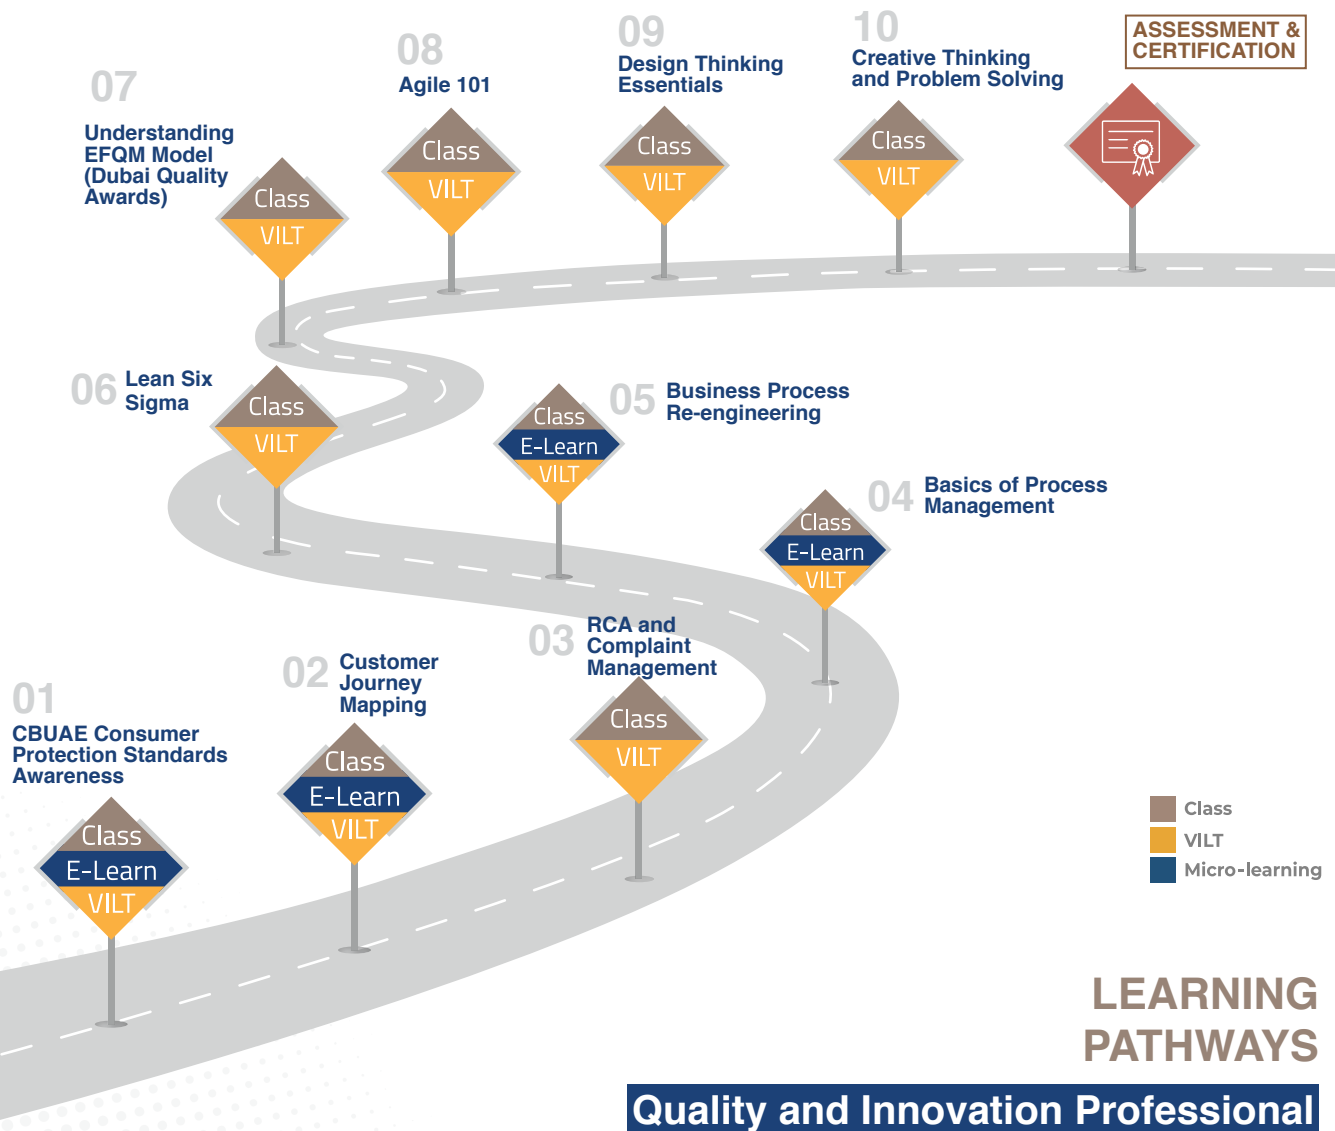 07
Understanding
EFQM Model
(Dubai Quality
Awards)
Class
VILT
08
Agile 101
Class
VILT
09
Design Thinking
Essentials
Class
VILT
10
Creative Thinking
and Problem Solving
Class
VILT
ASSESSMENT &
CERTIFICATION
06
Lean Six
Sigma
Class
VILT
05
Business Process
Re-engineering
Class
E-Learn
VILT
04
Basics of Process
Management
Class
E-Learn
VILT
03
RCA and
Complaint
Management
Class
VILT
02
Customer
Journey
Mapping
Class
E-Learn
VILT
01
CBUAE Consumer
Protection Standards
Awareness
Class
E-Learn
VILT
Class
VILT
Micro-learning
LEARNING
PATHWAYS
Quality and Innovation Professional